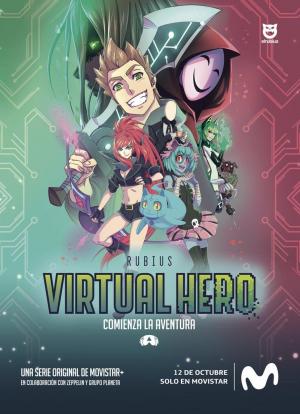 elrubius
RUBIUS
VIRTUAL HERO
COMIENZA LA AVENTURA
UNA SERIE ORIGINAL DE MOVISTAR+
EN COLABORACIÓN CON ZEPPELIN Y GRUPO PLANETA
12 DE OCTUBRE
SOLO EN MOVISTAR